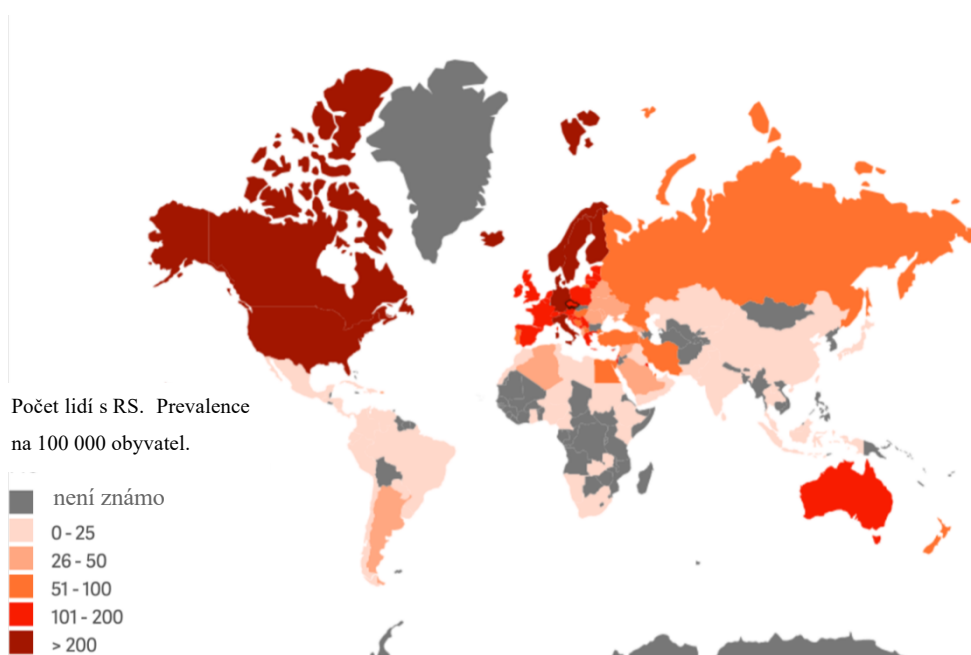 Počet lidí s RS. Prevalence
na 100 000 obyvatel.
není známo
0 - 25
26 - 50
51 - 100
101 - 200
> 200